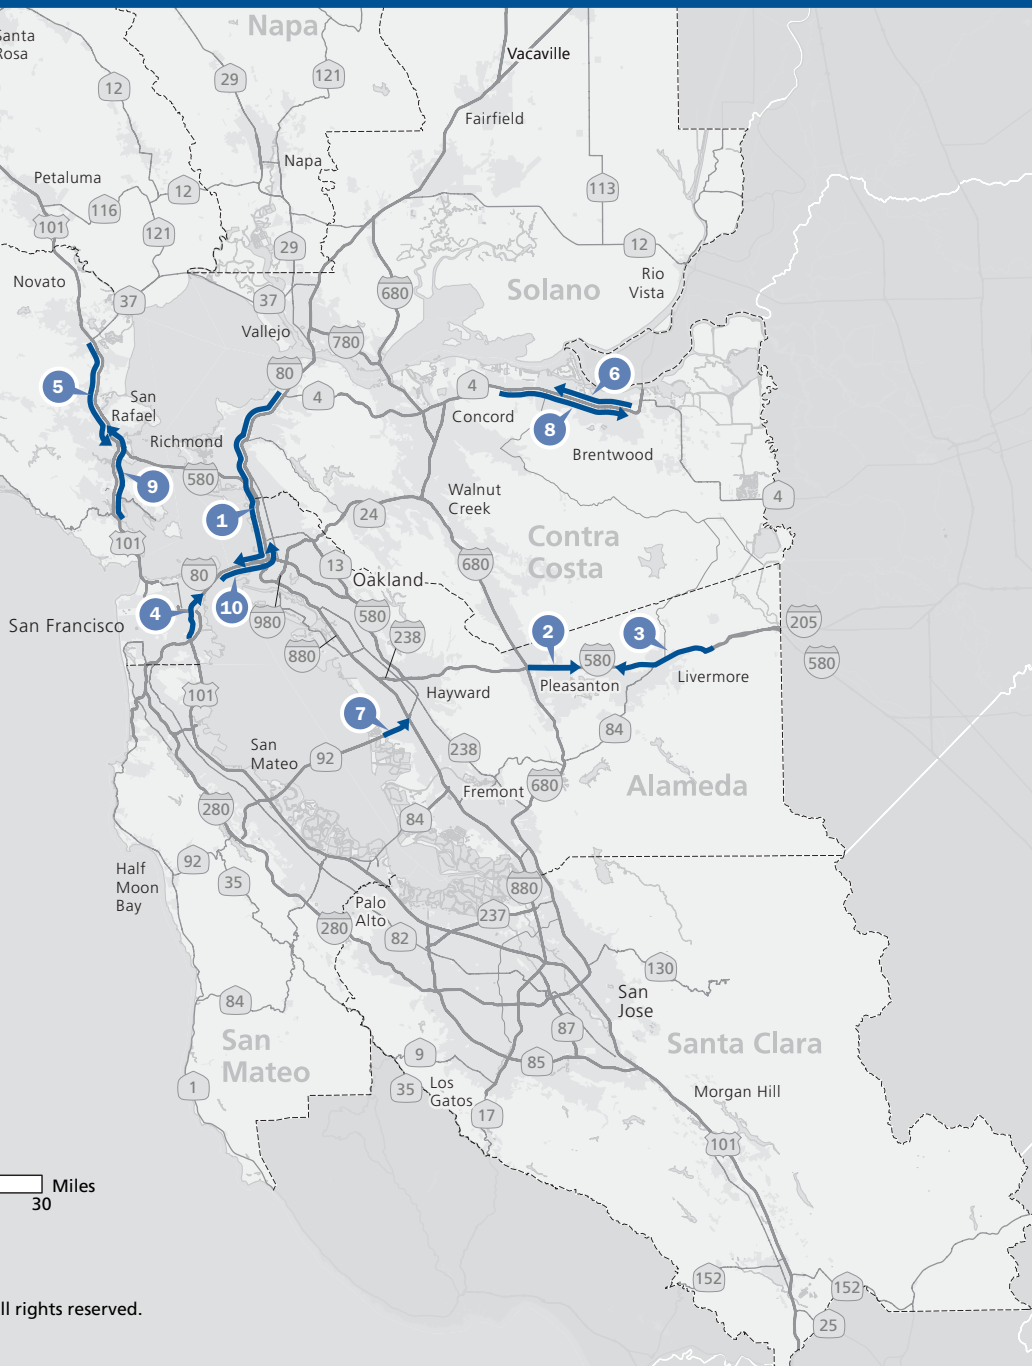 Santa
Rosa
Napa
Vacaville
12
29
121
Fairfield
Napa
Petaluma
12
113
116
101
121
29
12
Novato
Rio
Vista
Solano
37
37
680
Vallejo
780
80
5
6
San
Rafael
4
4
Concord
8
Richmond
Brentwood
580
9
Walnut
Creek
4
1
24
101
Contra
Costa
80
13
680
Oakland
4
10
980
580
205
San Francisco
238
2
3
880
580
580
Pleasanton
Livermore
101
Hayward
7
84
San
Mateo
92
238
Fremont
680
Alameda
280
84
92
35
Half
Moon
Bay
880
Palo
Alto
237
280
82
130
San
Jose
84
87
San
Mateo
Santa Clara
9
85
1
35
Los
Gatos
Morgan Hill
17
101
Miles
30
152
152
ll rights reserved.
25